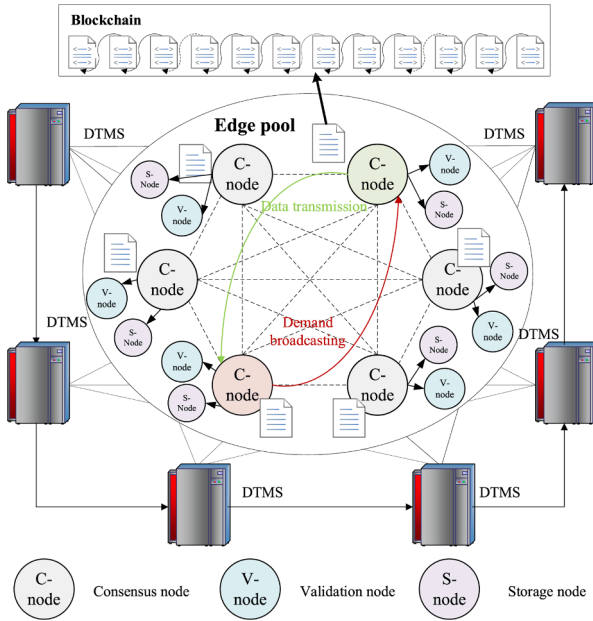 Blockchain
DTMS
Edge pool
DTMS
C-
node
C-
node
V-
node
S-
Node
V-
node
S-
Node
Data transmission
C-
node
V-
node
S-
Node
C-
node
S-
Node
V-
node
DTMS
DTMS
Demand
broadcasting
V-
node
S-
Node
C-
node
C-
node
S-
Node
V-
node
DTMS
DTMS
C-
node
Consensus node
V-
node
Validation node
S-
node
Storage node